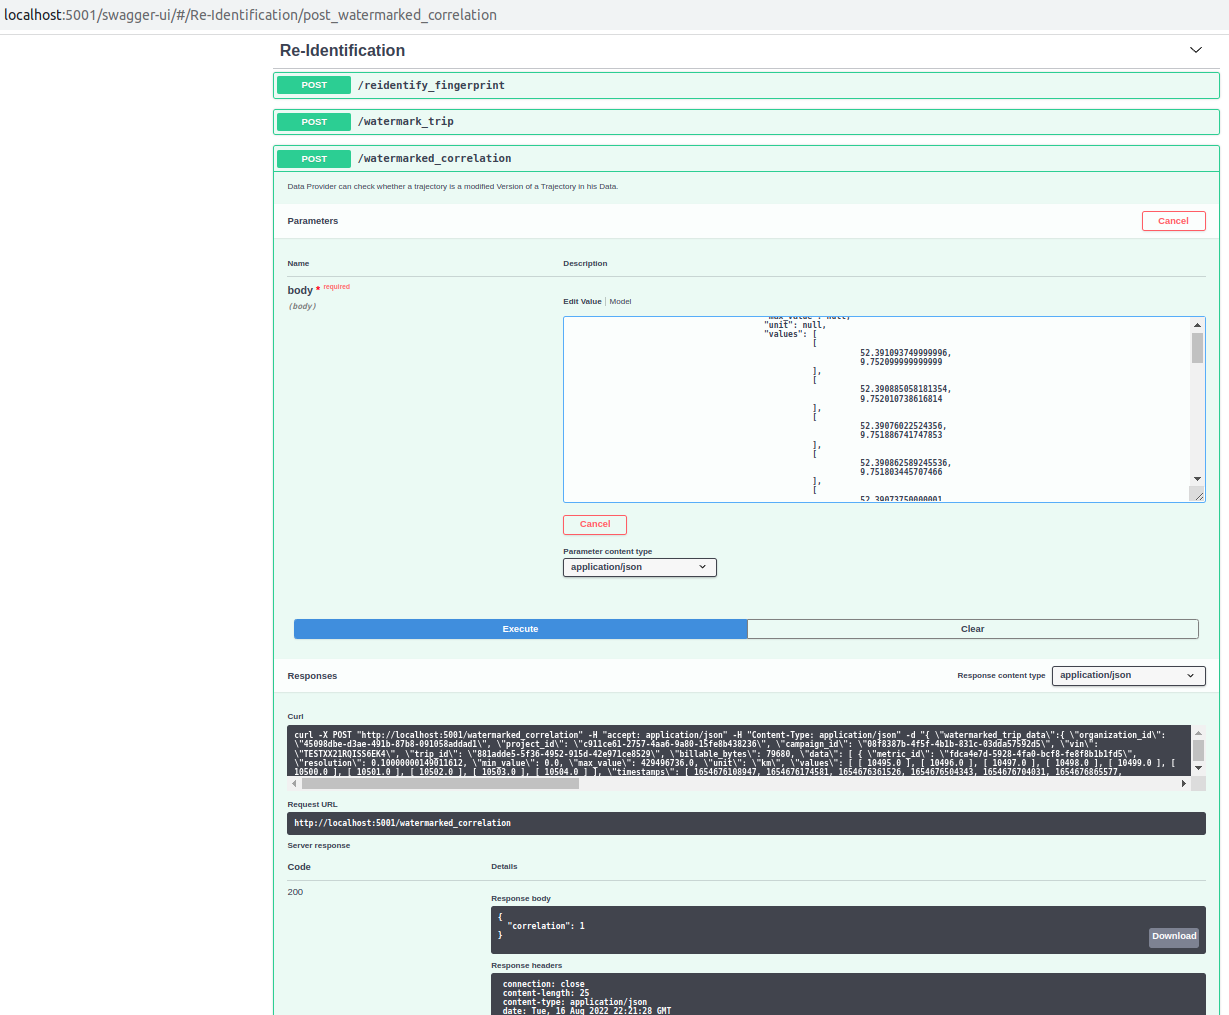 localhost:5001/swagger-ui/#/Re-Identification/post_watermarked_correlation
Re-Identification
POST /reidentify_fingerprint
POST /watermark_trip
POST /watermarked_correlation
Data Provider can check whether a trajectory is a modified Version of a Trajectory in his Data.
Parameters Cancel
Name Description
body * required
(body)
Edit Value | Model
"max_value": null,
"unit": null,
"values": [
[
52.391093749999996,
9.752099999999999
],
[
52.390885058181354,
9.752010738616814
],
[
52.39076022524356,
9.751886741747853
],
[
52.390862589245536,
9.751803445707466
],
[
52.39073750000001,
Cancel
Parameter content type
application/json
Execute Clear
Responses Response content type application/json
Curl
curl -X POST "http://localhost:5001/watermarked_correlation" -H "accept: application/json" -H "Content-Type: application/json" -d "{ \"watermarked_trip_data\":{ \"organization_id\":
\"45098dbe-d3ae-491b-87b8-091058addad1\", \"project_id\": \"c911ce61-2757-4aa6-9a80-15fe8b438236\", \"campaign_id\": \"08f8387b-4f5f-4b1b-831c-03dda57592d5\", \"vin\":
\"TESTXX21RQISS6EK4\", \"trip_id\": \"881adde5-5f36-4952-915d-42e971ce8529\", \"billable_bytes\": 79680, \"data\": [ { \"metric_id\": \"fdca4e7d-5928-4fa0-bcf8-fe8f8b1b1fd5\",
\"resolution\": 0.10000000149011612, \"min_value\": 0.0, \"max_value\": 429496736.0, \"unit\": \"km\", \"values\": [ [ 10495.0 ], [ 10496.0 ], [ 10497.0 ], [ 10498.0 ], [ 10499.0 ], [
10500.0 ], [ 10501.0 ], [ 10502.0 ], [ 10503.0 ], [ 10504.0 ] ], \"timestamps\": [ 1654676108947, 1654676174581, 1654676361526, 1654676504343, 1654676704031, 1654676865577,
Request URL
http://localhost:5001/watermarked_correlation
Server response
Code Details
200
Response body
{
"correlation": 1
}
Download
Response headers
connection: close
content-length: 25
content-type: application/json
date: Tue, 16 Aug 2022 22:21:28 GMT